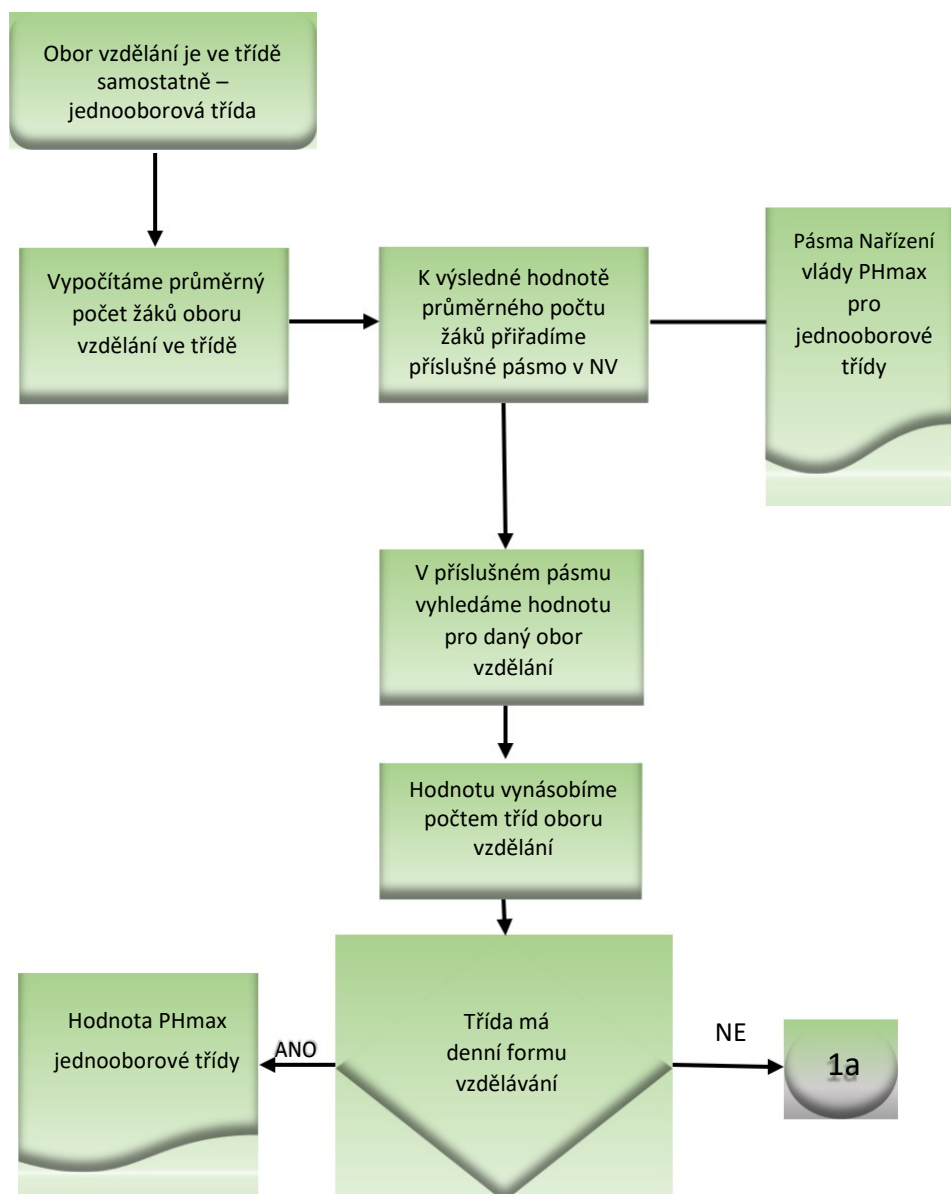 Obor vzdělání je ve třídě
samostatně –
jednooborová třída
Vypočítáme průměrný
počet žáků oboru
vzdělání ve třídě
K výsledné hodnotě
průměrného počtu
žáků přiřadíme
příslušné pásmo v NV
Pásma Nařízení
vlády PHmax
pro
jednooborové
třídy
V příslušném pásmu
vyhledáme hodnotu
pro daný obor
vzdělání
Hodnotu vynásobíme
počtem tříd oboru
vzdělání
Třída má
denní formu
vzdělávání
ANO
Hodnota PHmax
jednooborové třídy
NE
1a